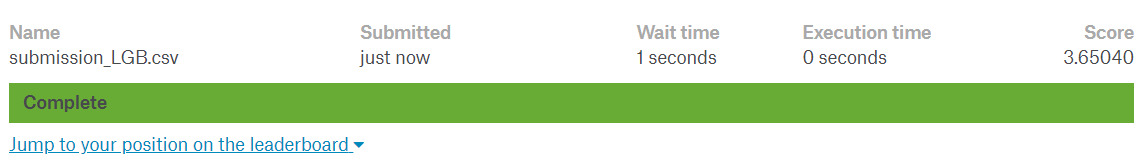 Name Submitted Wait time Execution time Score
submission_LGB.csv just now 1 seconds 0 seconds 3.65040
Complete
Jump to your position on the leaderboard